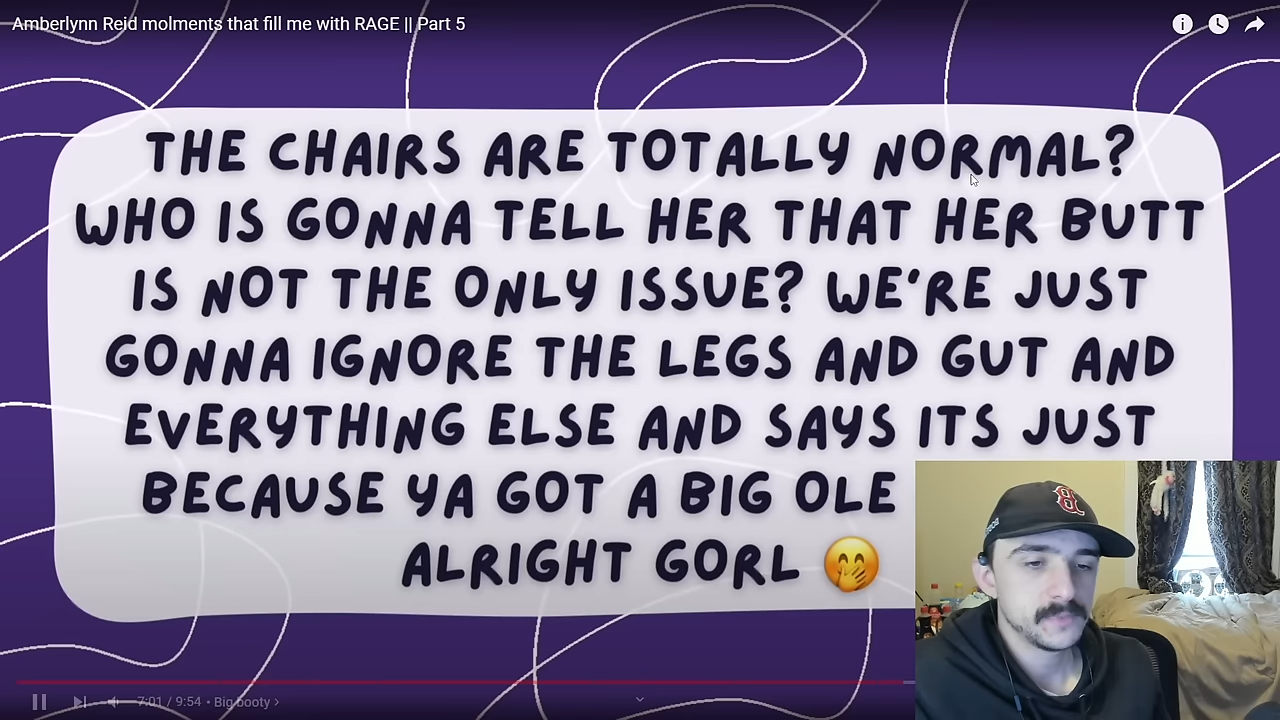 Amberlynn Reid molments that fill me with RAGE || Part 5
THE CHAIRS ARE TOTALLY NORMAL?
WHO IS GONNA TELL HER THAT HER BUTT
IS NOT THE ONLY ISSUE? WE'RE JUST
GONNA IGNORE THE LEGS AND GUT AND
EVERYTHING ELSE AND SAYS ITS JUST
BECAUSE YA GOT A BIG OLE
ALRIGHT GORL 🤭
7:01 / 9:54 • Big booty >
B